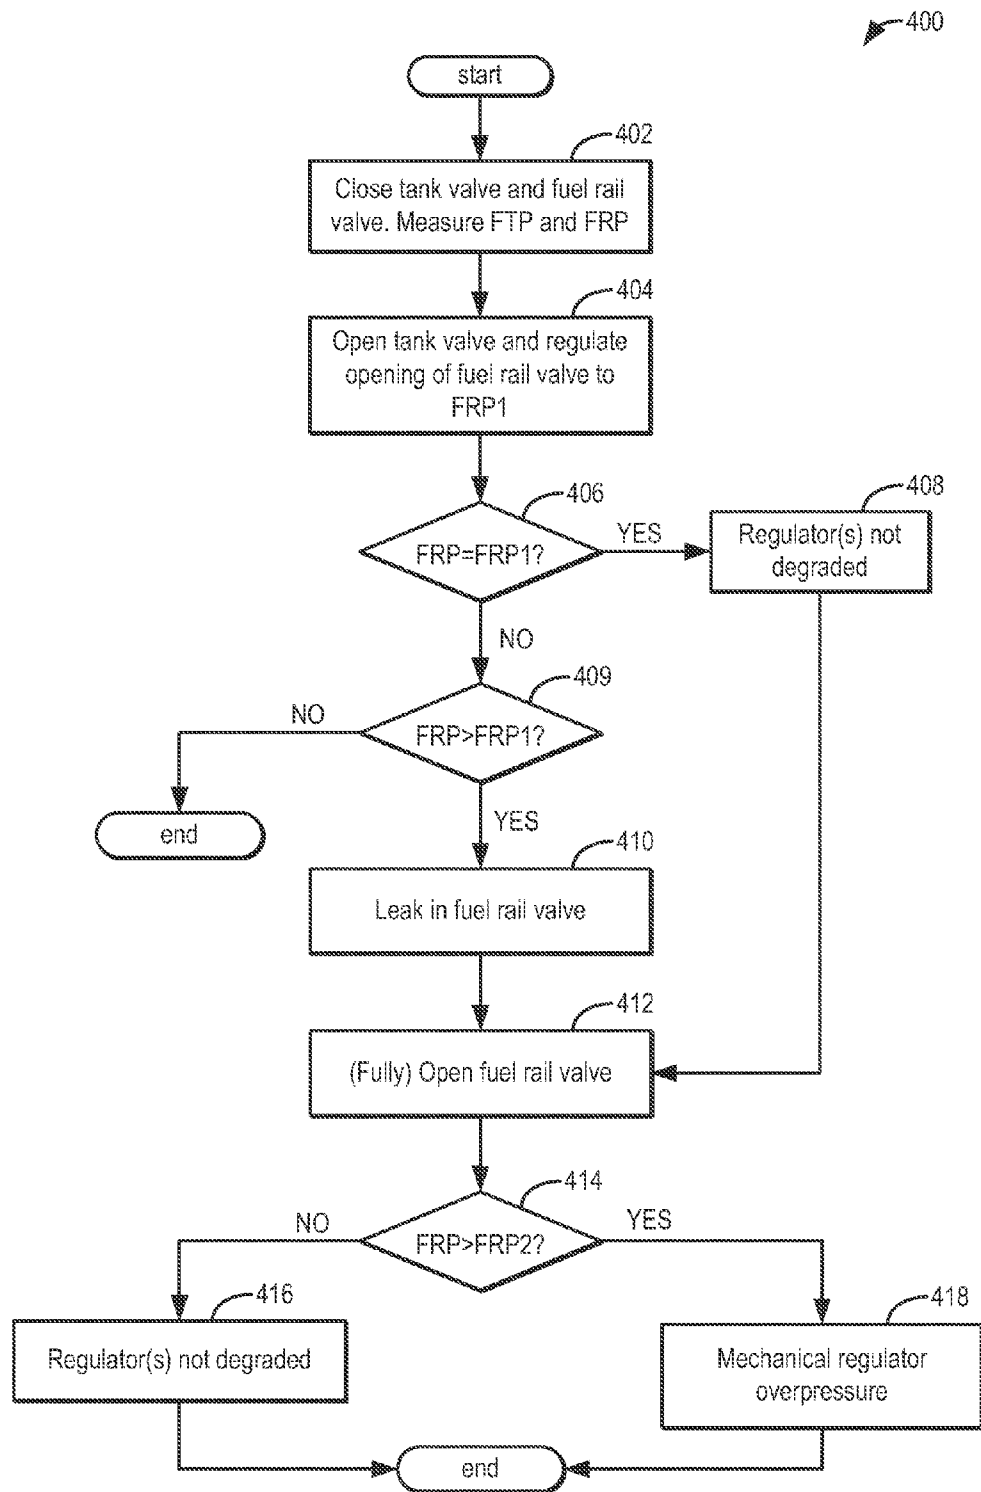 400
start
402
Close tank valve and fuel rail
valve. Measure FTP and FRP
404
Open tank valve and regulate
opening of fuel rail valve to
FRP1
406
FRP=FRP1?
YES
408
Regulator(s) not
degraded
NO
409
FRP>FRP1?
NO
end
YES
410
Leak in fuel rail valve
412
(Fully) Open fuel rail valve
414
FRP>FRP2?
NO
YES
416
Regulator(s) not degraded
418
Mechanical regulator
overpressure
end